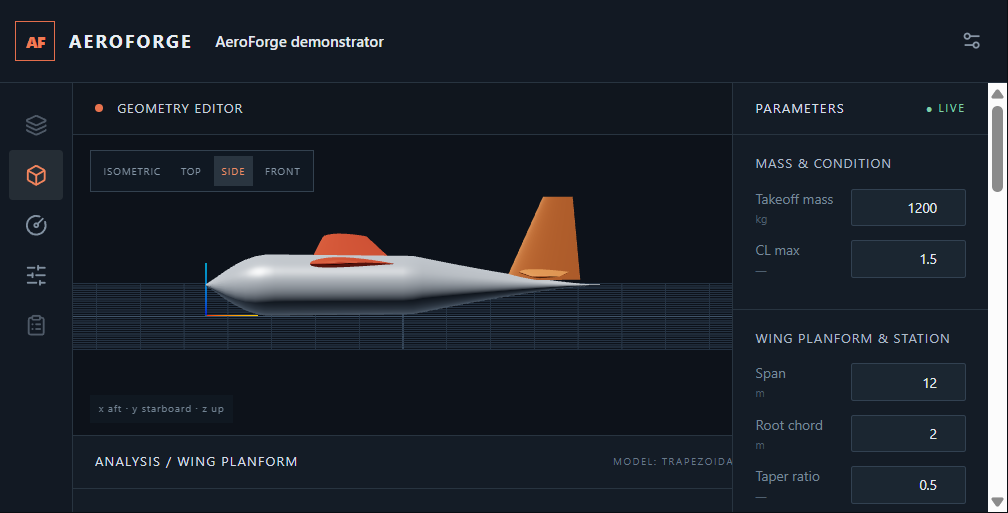 AF
AEROFORGE
AeroForge demonstrator
GEOMETRY EDITOR
ISOMETRIC TOP SIDE FRONT
x aft · y starboard · z up
ANALYSIS / WING PLANFORM
MODEL: TRAPEZOIDA
PARAMETERS
LIVE
MASS & CONDITION
Takeoff mass
kg
1200
CL max
—
1.5
WING PLANFORM & STATION
Span
m
12
Root chord
m
2
Taper ratio
—
0.5